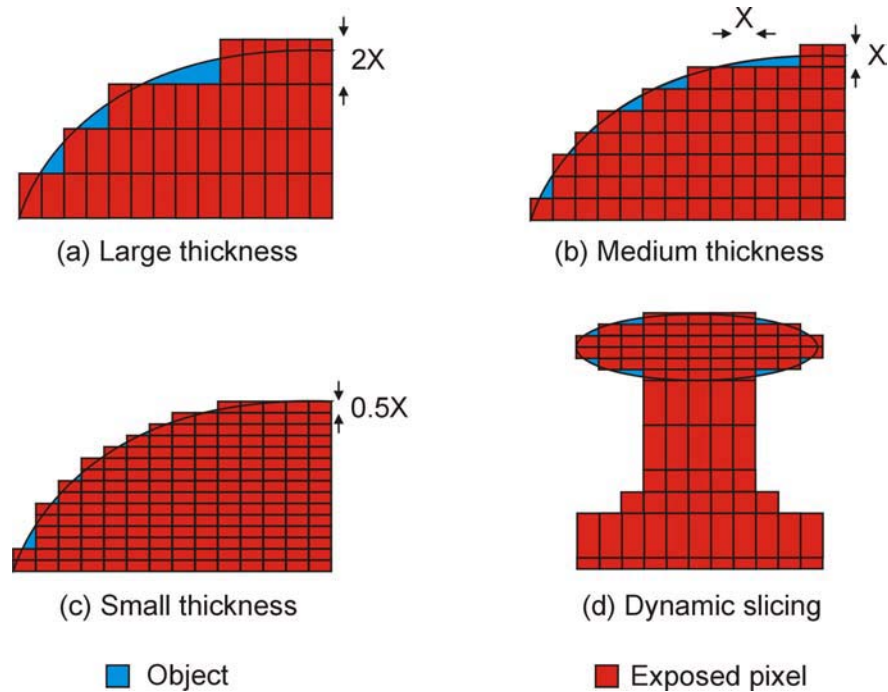 2X
X
X
(a) Large thickness
(b) Medium thickness
0.5X
(c) Small thickness
(d) Dynamic slicing
Object
Exposed pixel